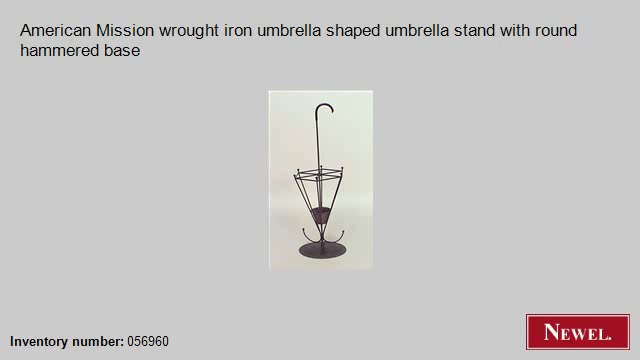 American Mission wrought iron umbrella shaped umbrella stand with round
hammered base
Inventory number: 056960
NEWEL.